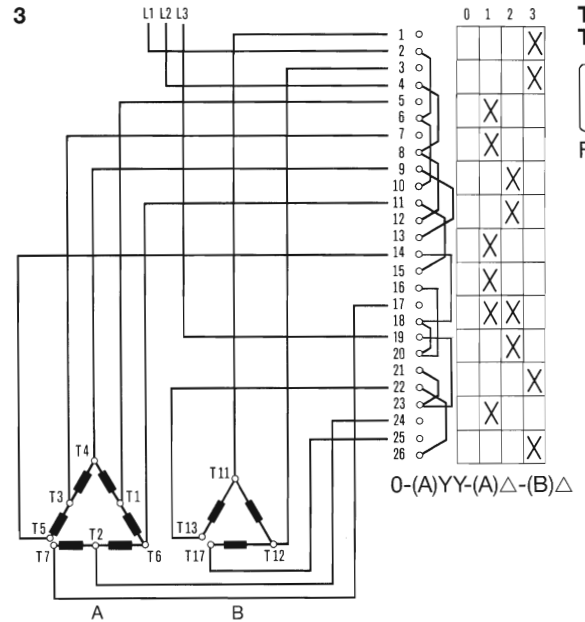 3
L1 L2 L3
0 1 2 3
T
T
F
1
2
3
4
5
6
7
8
9
10
11
12
13
14
15
16
17
18
19
20
21
22
23
24
25
26
X
X
X
X
X
X
X
X
X X
X
X
X
X
0-(A)YY-(A)△-(B)△
T4
T11
T3 T1
T5 T2 T13
T7 T6 T17 T12
A B